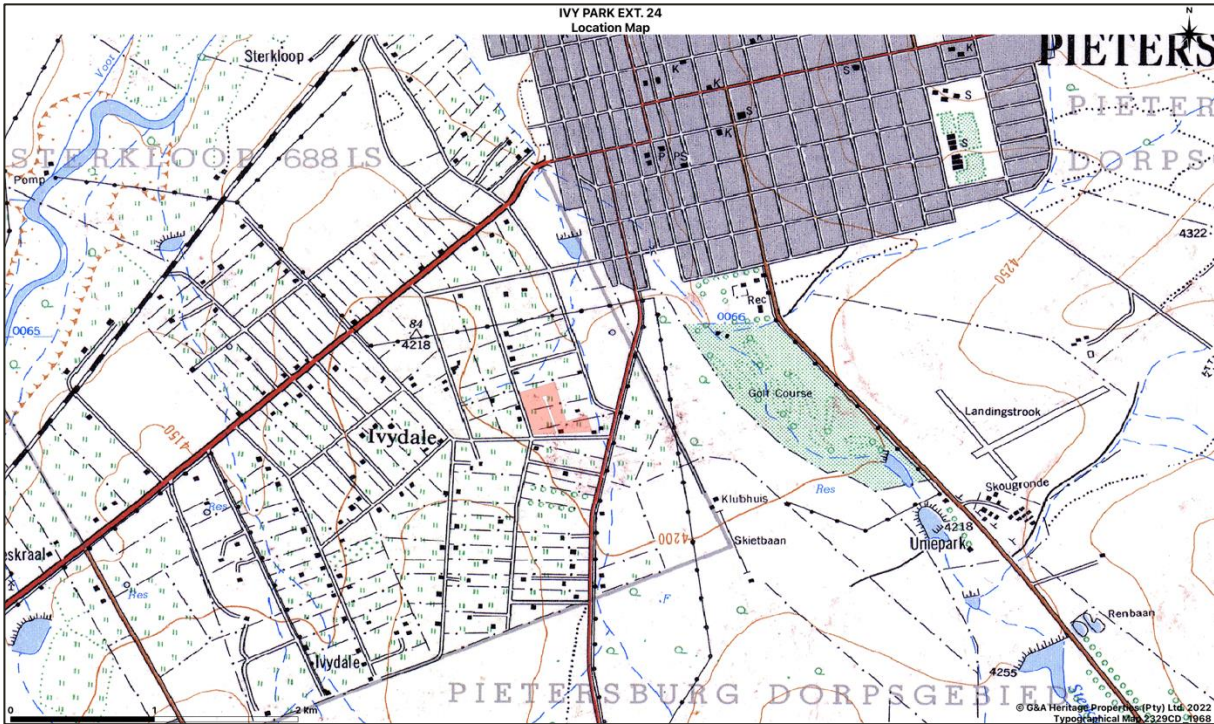 IVY PARK EXT. 24
Location Map
N
Sterkloop
K
K
K
K
S
K
S
S
S
P
PS
PIETERS
PIETER
DORPS
STERKLOOP 688 LS
Pomp
4322
4250
0065
Rec
0066
84
4218
Golf Course
Landingstrook
4150
Ivydale
Res
Res
Klubhuis
Skougronde
4218
Uniepark
4200
Skietbaan
eskraal
Res
F
Renbaan
Ivydale
4255
PIETERSBURG DORPSGEBIED
0 1 2 km
© G&A Heritage Properties (Pty) Ltd. 2022
Typographical Map 2329CD - 1968